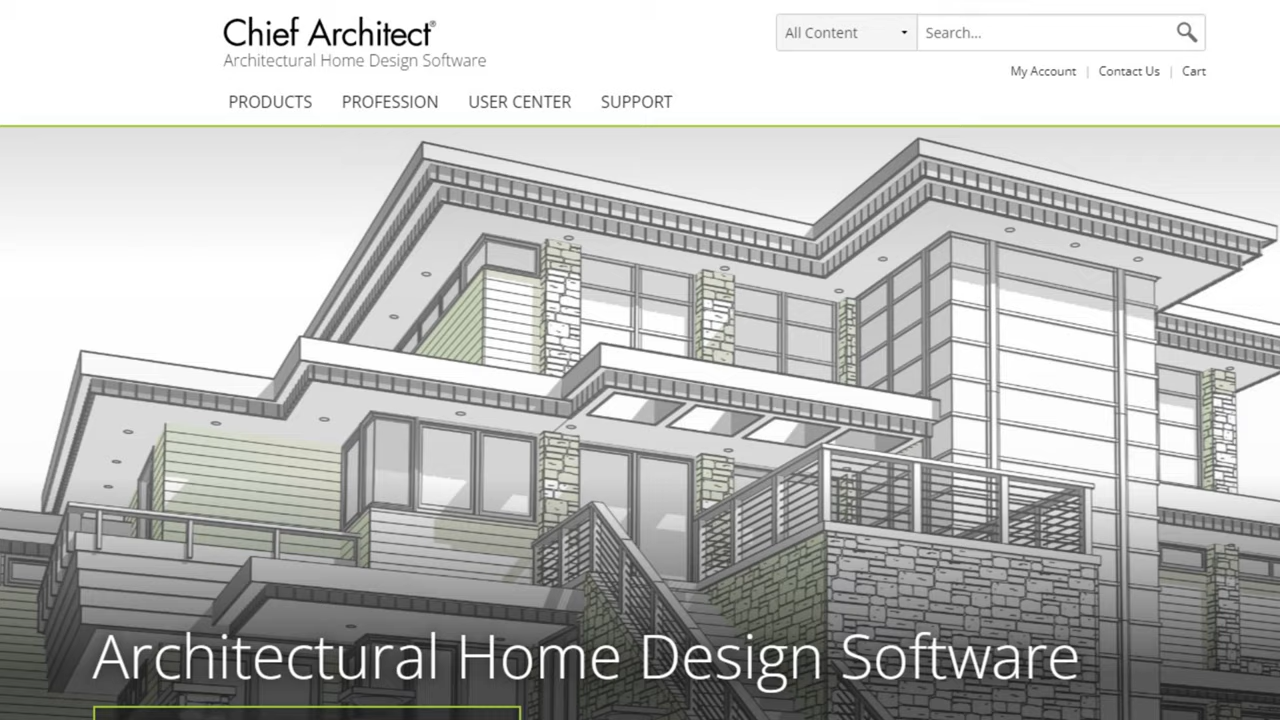 Chief Architect®
Architectural Home Design Software
All Content
Search...
My Account | Contact Us | Cart
PRODUCTS PROFESSION USER CENTER SUPPORT
Architectural Home Design Software